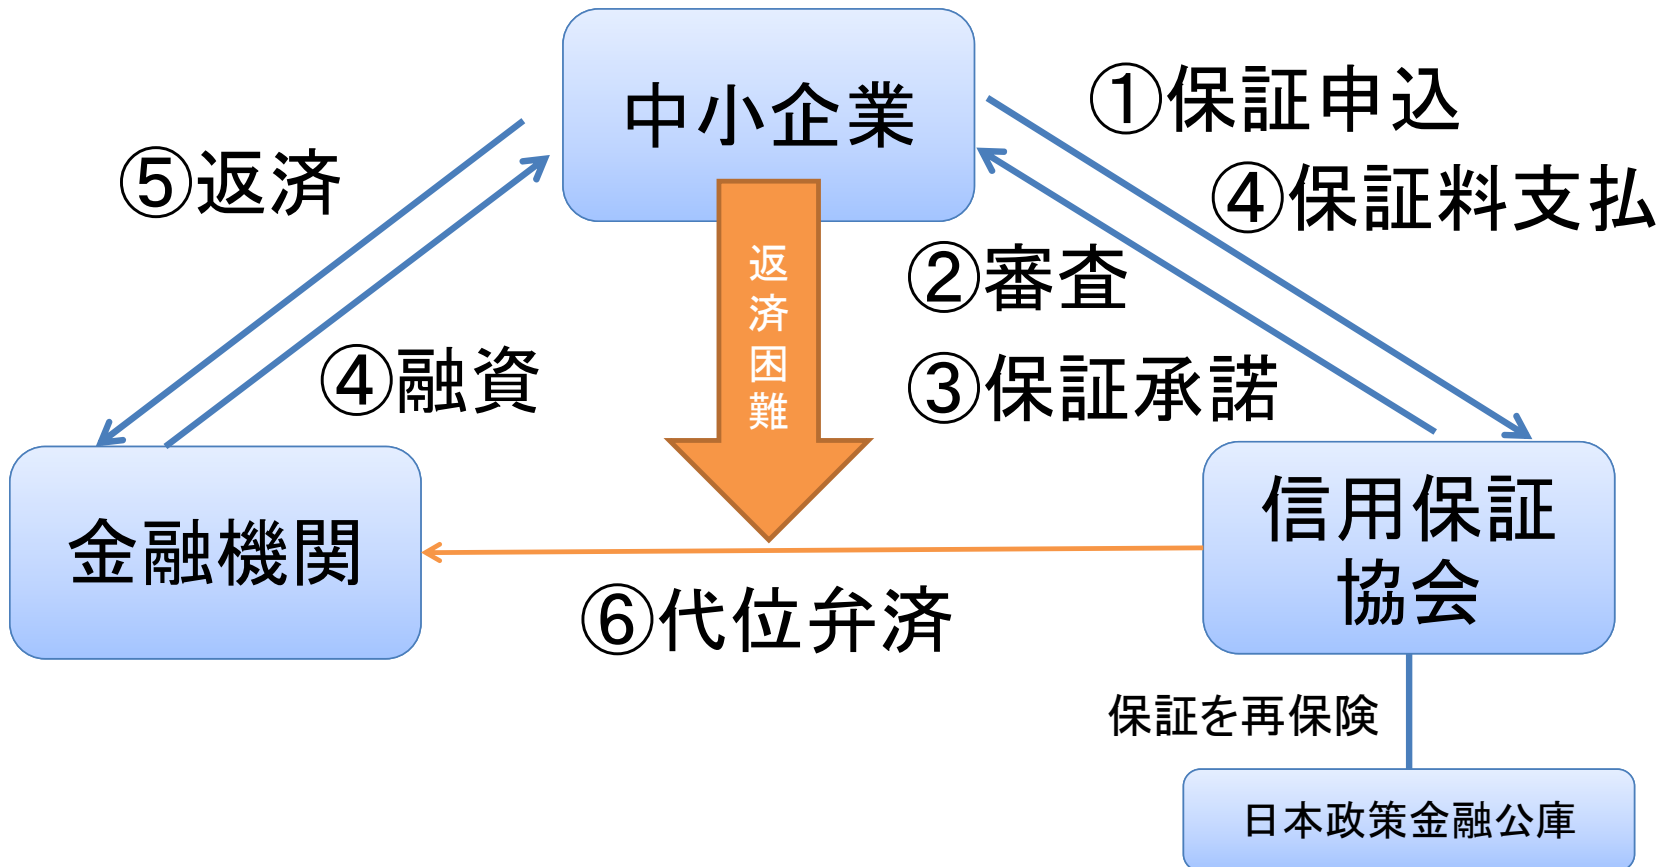 中小企業
①保証申込
④保証料支払
⑤返済
②審査
③保証承諾
④融資
返済困難
金融機関
信用保証
協会
⑥代位弁済
保証を再保険
日本政策金融公庫